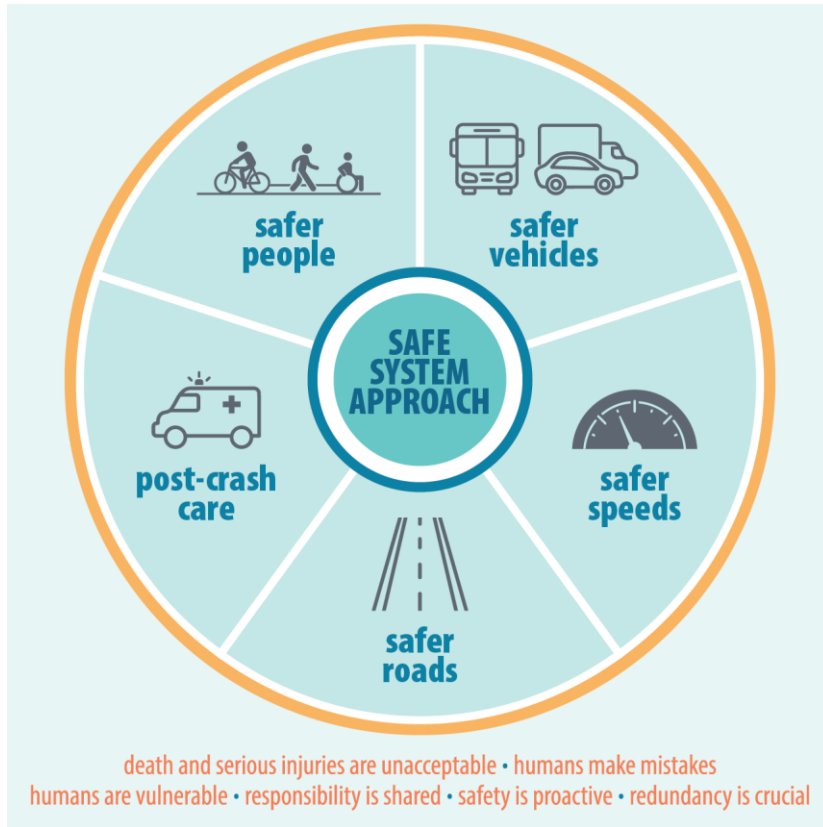 safer
people
safer
vehicles
SAFE
SYSTEM
APPROACH
post-crash
care
safer
speeds
safer
roads
death and serious injuries are unacceptable • humans make mistakes
humans are vulnerable • responsibility is shared • safety is proactive • redundancy is crucial